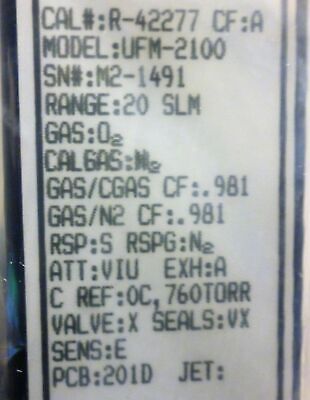 CAL#:R-42277 CF:A
MODEL:UFM-2100
SN#:M2-1491
RANGE:20 SLM
GAS:O₂
CALGAS:N₂
GAS/CGAS CF:.981
GAS/N2 CF:.981
RSP:S RSPG:N₂
ATT:VIU EXH:A
C REF:0C,760TORR
VALVE:X SEALS:VX
SENS:E
PCB:201D JET: